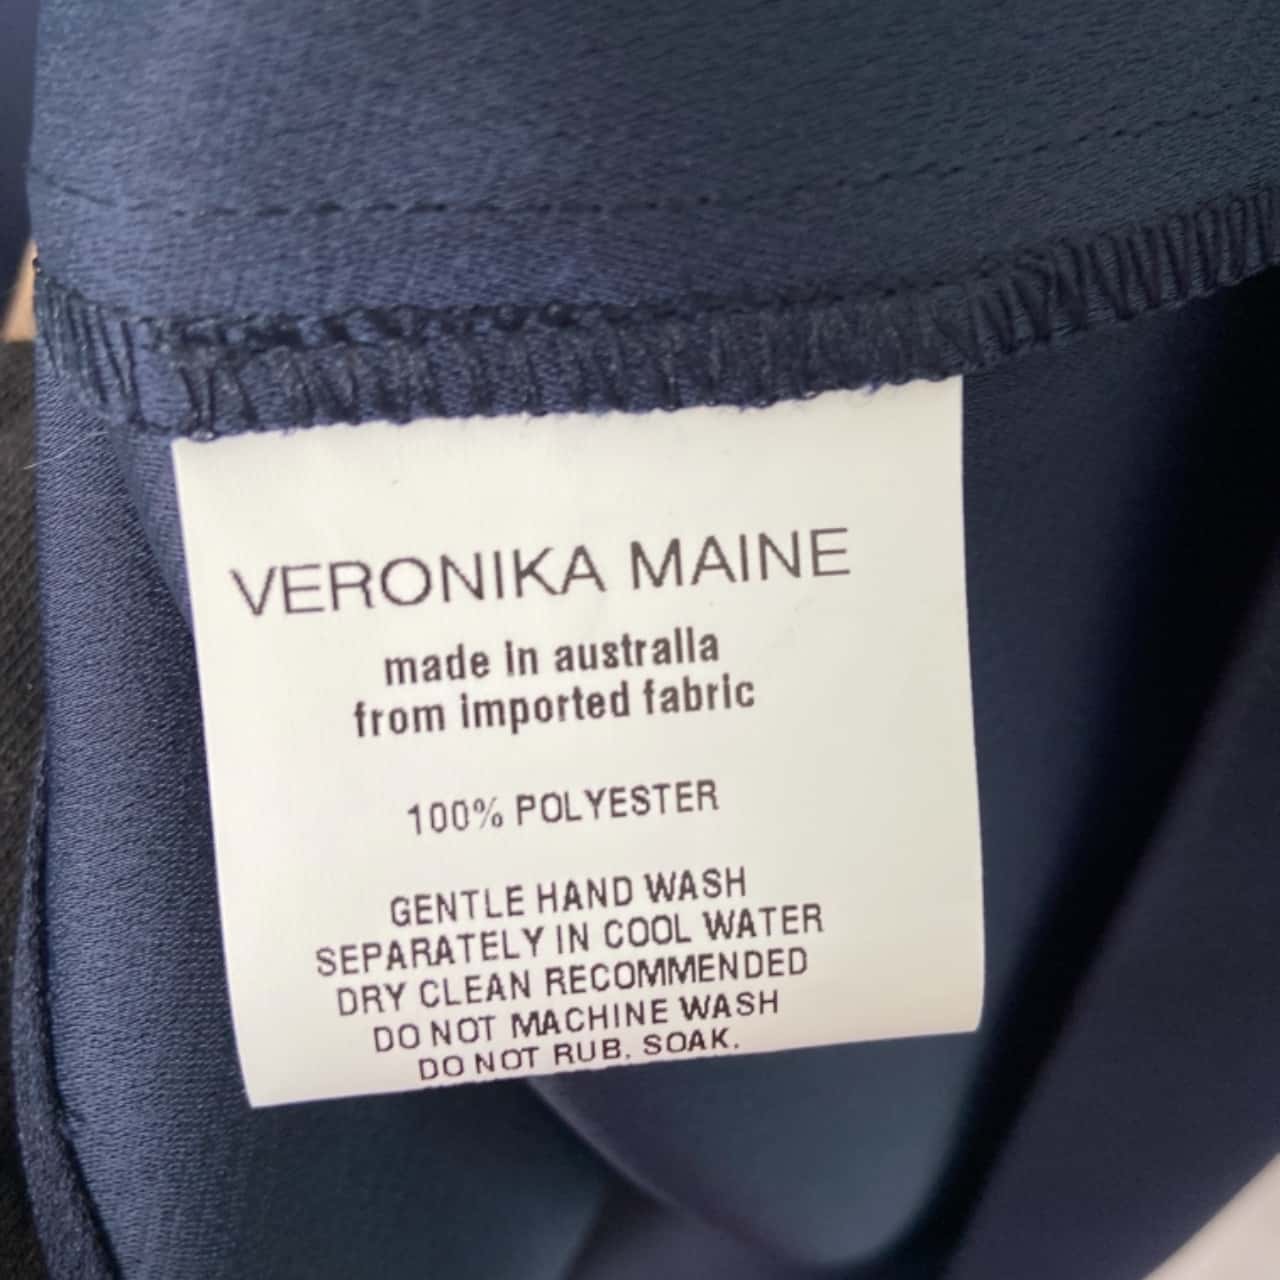 VERONIKA MAINE
made in australia
from imported fabric
100% POLYESTER
GENTLE HAND WASH
SEPARATELY IN COOL WATER
DRY CLEAN RECOMMENDED
DO NOT MACHINE WASH
DO NOT RUB. SOAK.